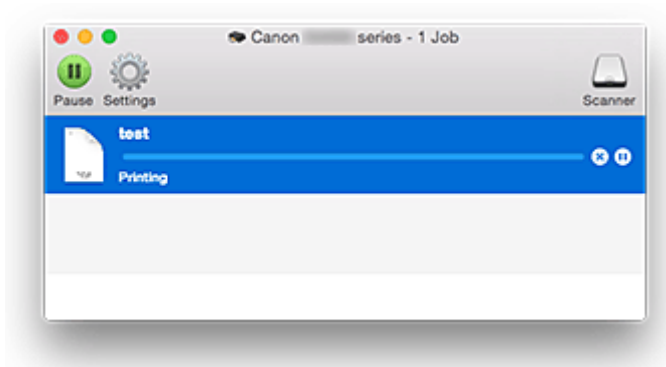 Canon series - 1 Job
Pause Settings
Scanner
test
Printing